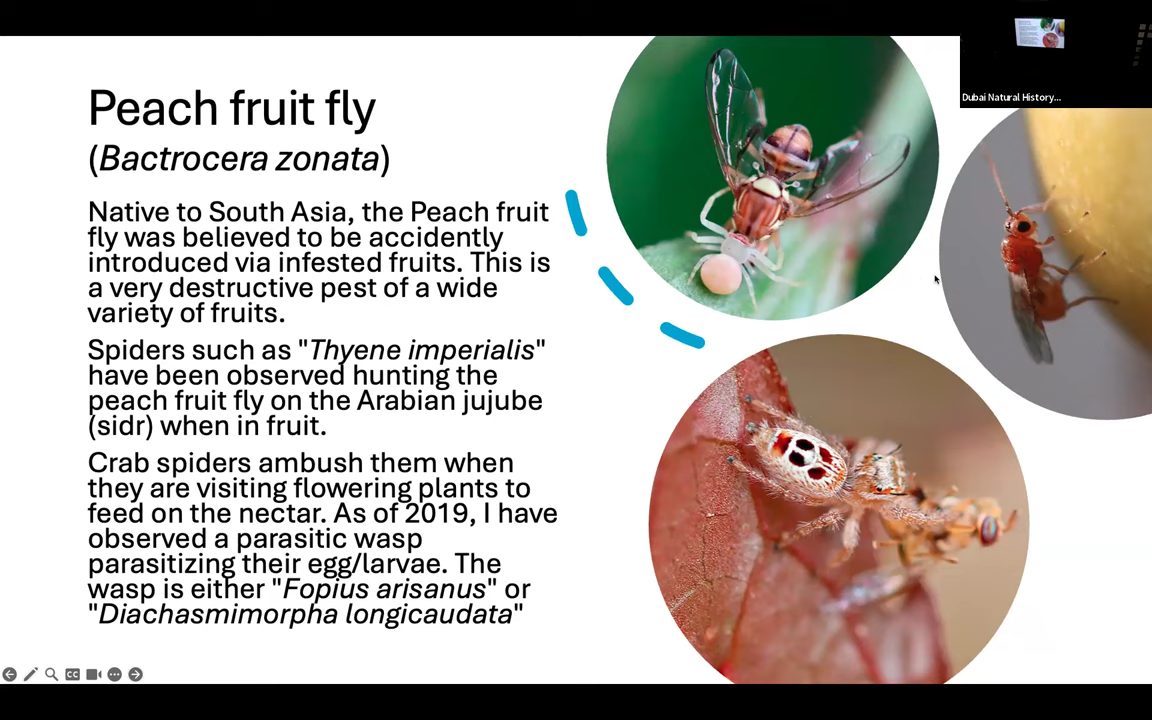 Peach fruit fly
(Bactrocera zonata)
Native to South Asia, the Peach fruit
fly was believed to be accidently
introduced via infested fruits. This is
a very destructive pest of a wide
variety of fruits.
Spiders such as "Thyene imperialis"
have been observed hunting the
peach fruit fly on the Arabian jujube
(sidr) when in fruit.
Crab spiders ambush them when
they are visiting flowering plants to
feed on the nectar. As of 2019, I have
observed a parasitic wasp
parasitizing their egg/larvae. The
wasp is either "Fopius arisanus" or
"Diachasmimorpha longicaudata"
Dubai Natural History...
CC